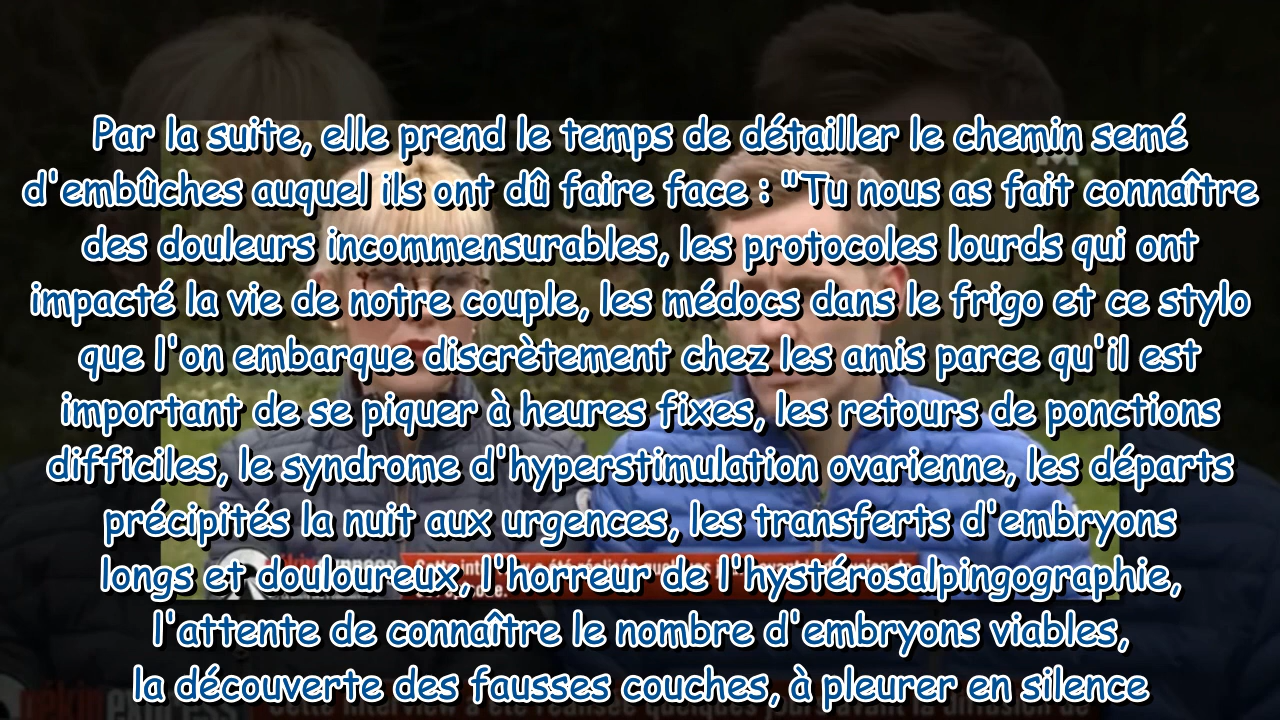 Par la suite, elle prend le temps de détailler le chemin semé
d'embûches auquel ils ont dû faire face : "Tu nous as fait connaître
des douleurs incommensurables, les protocoles lourds qui ont
impacté la vie de notre couple, les médocs dans le frigo et ce stylo
que l'on embarque discrètement chez les amis parce qu'il est
important de se piquer à heures fixes, les retours de ponctions
difficiles, le syndrome d'hyperstimulation ovarienne, les départs
précipités la nuit aux urgences, les transferts d'embryons
longs et douloureux, l'horreur de l'hystérosalpingographie,
l'attente de connaître le nombre d'embryons viables,
la découverte des fausses couches, à pleurer en silence